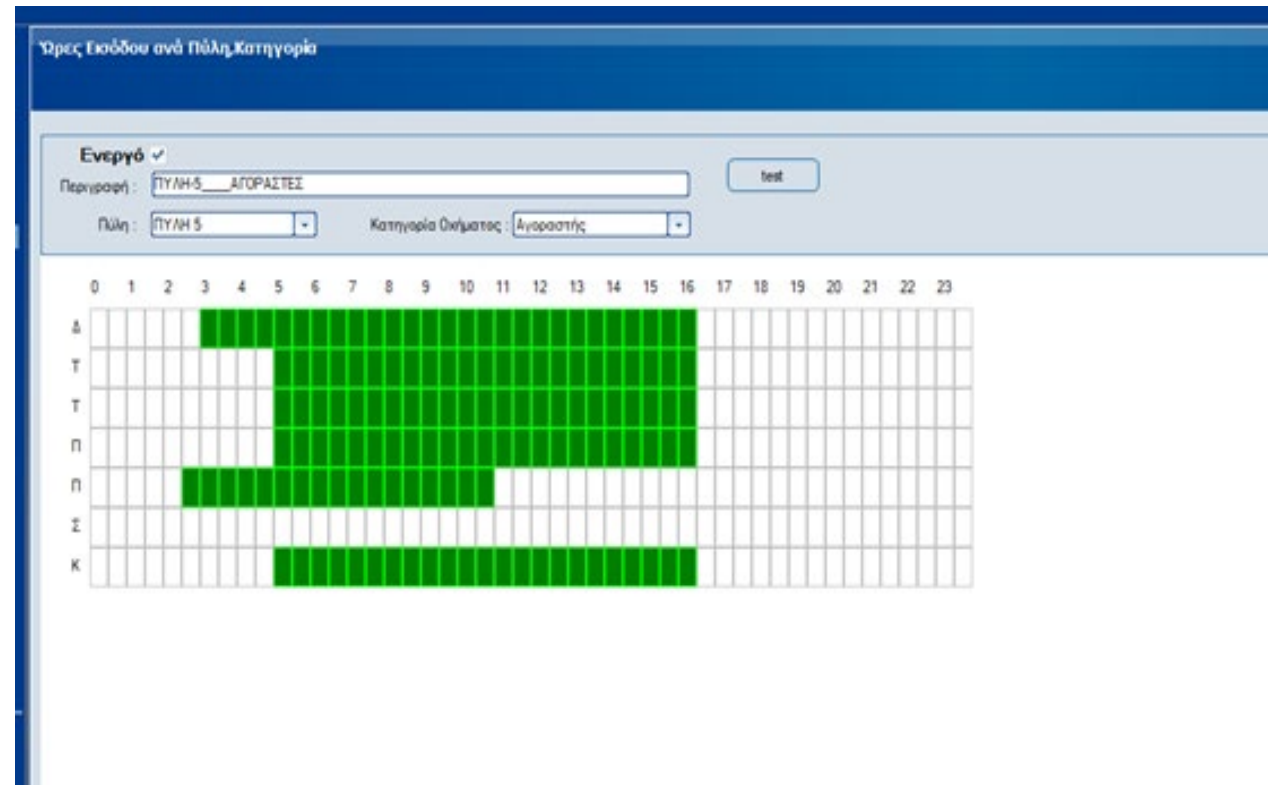 Ώρες Εισόδου ανά Πύλη,Κατηγορία
Ενεργό
Περιγραφή : ΠΥΛΗ-5____ΑΓΟΡΑΣΤΕΣ
test
Πύλη : ΠΥΛΗ 5 Κατηγορία Οχήματος : Αγοραστής
0 1 2 3 4 5 6 7 8 9 10 11 12 13 14 15 16 17 18 19 20 21 22 23
Δ
Τ
Τ
Π
Π
Σ
Κ